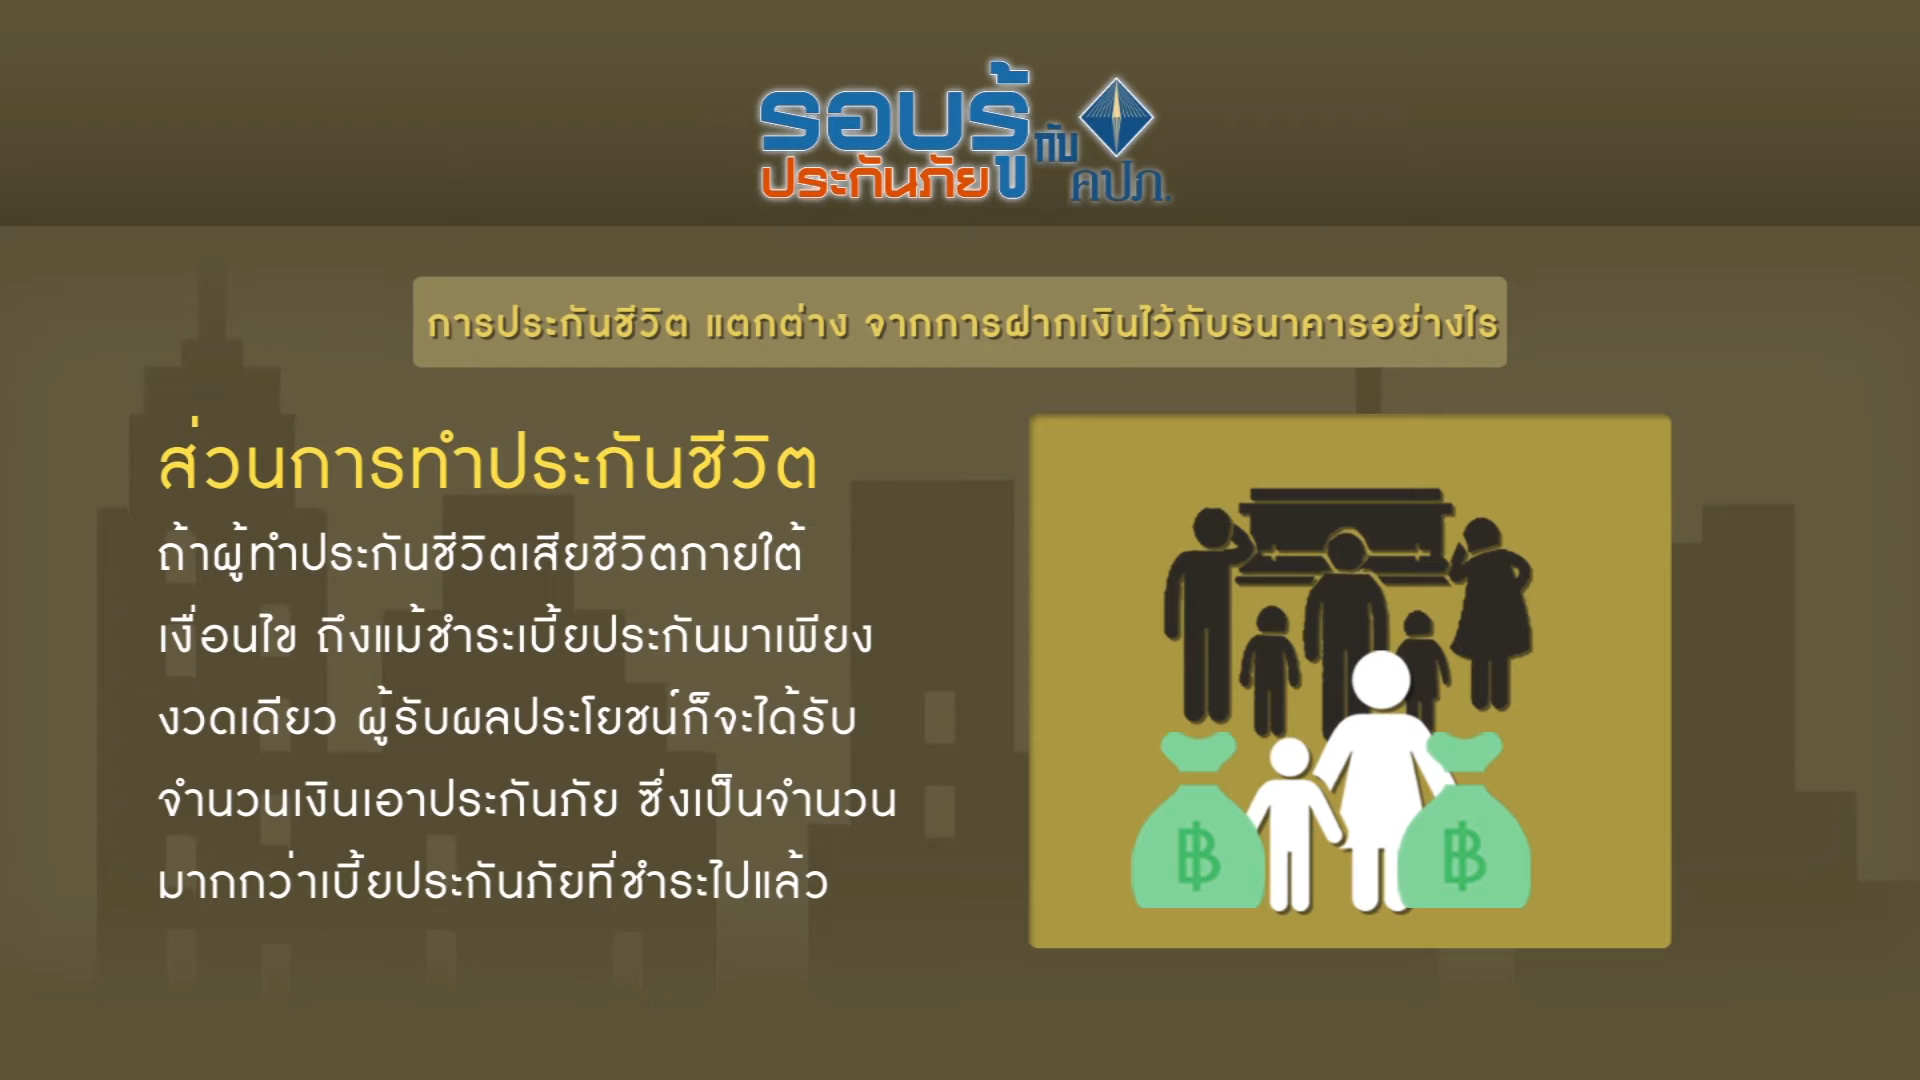 รอบรู้
ประกันภัย
กับ
คปภ.
การประกันชีวิต แตกต่าง จากการฝากเงินไว้กับธนาคารอย่างไร
ส่วนการทำประกันชีวิต
ถ้าผู้ทำประกันชีวิตเสียชีวิตภายใต้
เงื่อนไข ถึงแม้ชำระเบี้ยประกันมาเพียง
งวดเดียว ผู้รับผลประโยชน์ก็จะได้รับ
จำนวนเงินเอาประกันภัย ซึ่งเป็นจำนวน
มากกว่าเบี้ยประกันภัยที่ชำระไปแล้ว
฿ ฿